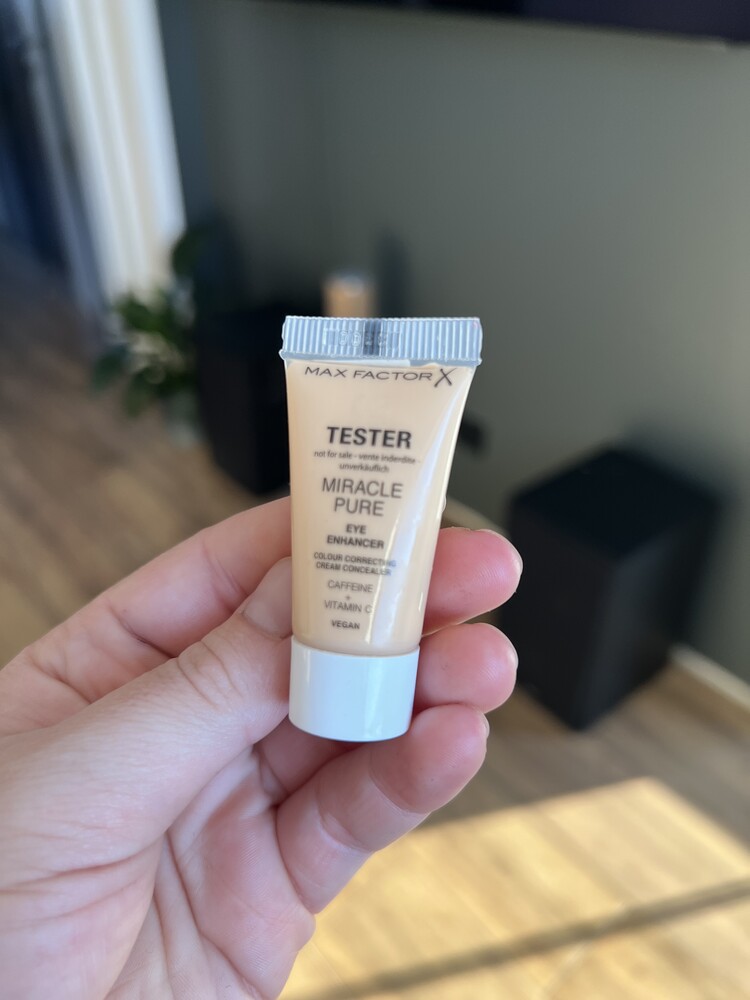 MAX FACTOR X
TESTER
not for sale - vente inderdite -
unverkäuflich
MIRACLE
PURE
EYE
ENHANCER
COLOUR CORRECTING
CREAM CONCEALER
CAFFEINE
+
VITAMIN C
VEGAN